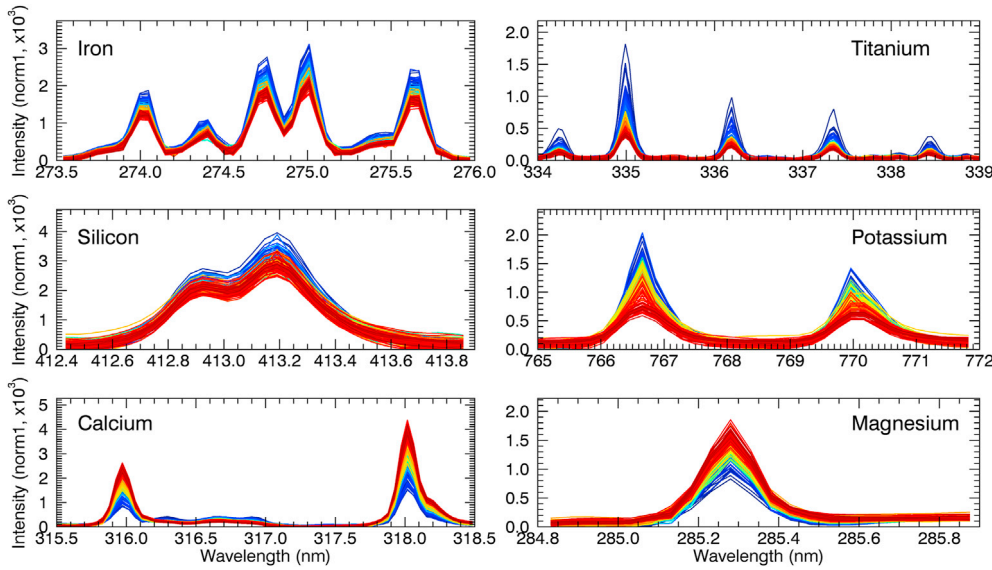 Intensity (norm1, x10³)
3
2
1
0
Iron
273.5 274.0 274.5 275.0 275.5 276.0
2.0
1.5
1.0
0.5
0.0
Titanium
334 335 336 337 338 339
Intensity (norm1, x10³)
4
3
2
1
0
Silicon
412.4 412.6 412.8 413.0 413.2 413.4 413.6 413.8
2.0
1.5
1.0
0.5
0.0
Potassium
765 766 767 768 769 770 771 772
Intensity (norm1, x10³)
5
4
3
2
1
0
Calcium
315.5 316.0 316.5 317.0 317.5 318.0 318.5
Wavelength (nm)
2.0
1.5
1.0
0.5
0.0
Magnesium
284.8 285.0 285.2 285.4 285.6 285.8
Wavelength (nm)